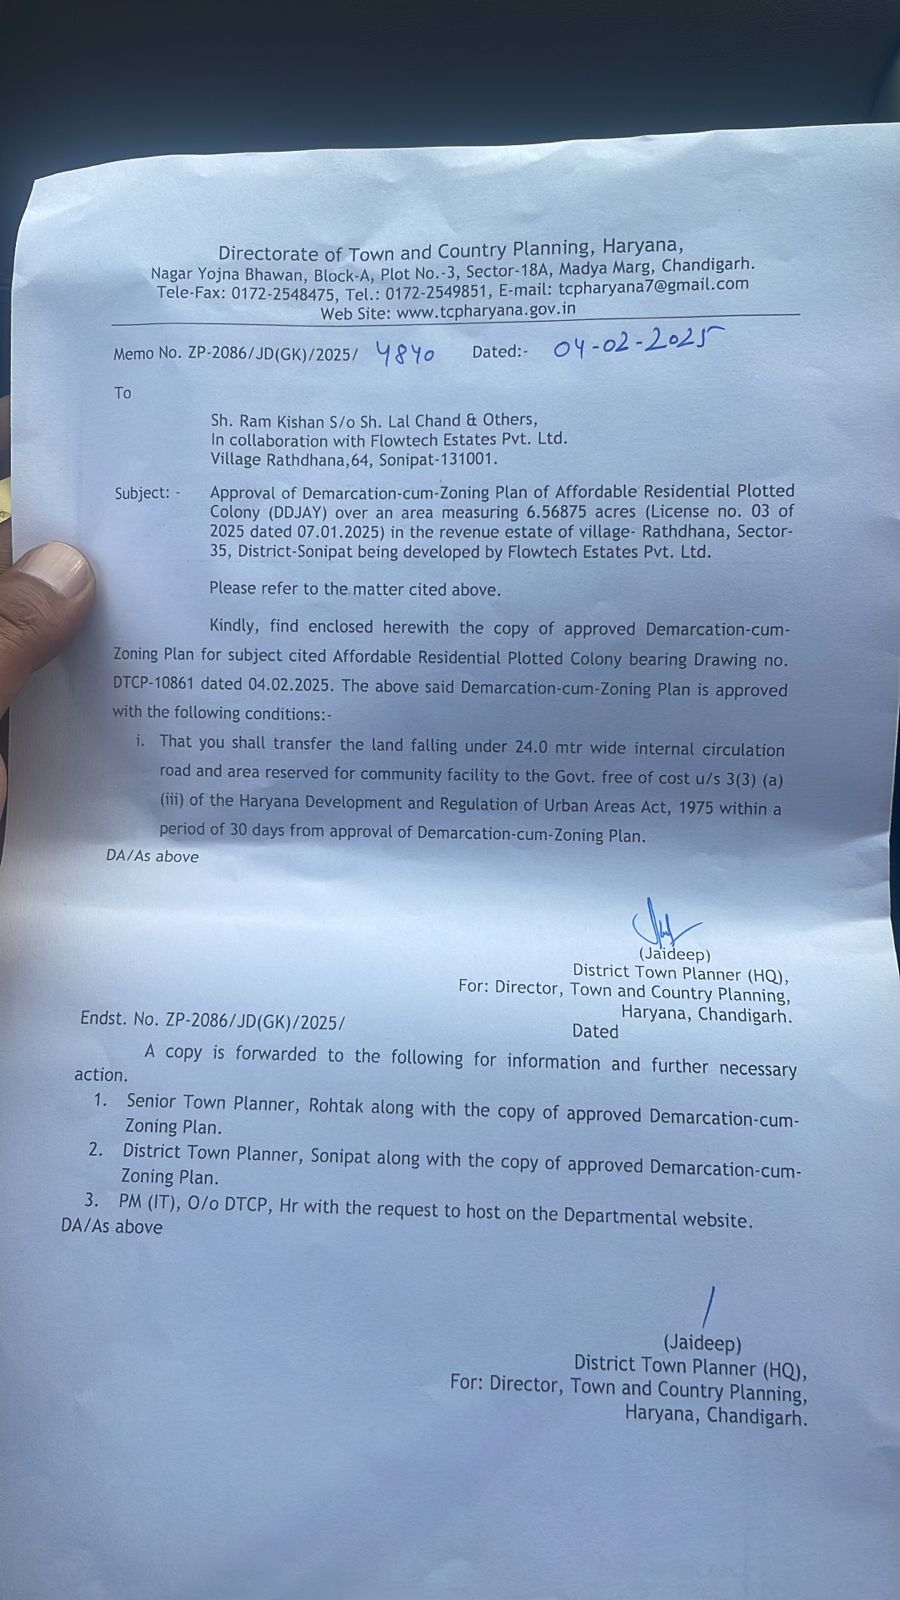 Directorate of Town and Country Planning, Haryana,
Nagar Yojna Bhawan, Block-A, Plot No.-3, Sector-18A, Madya Marg, Chandigarh.
Tele-Fax: 0172-2548475, Tel.: 0172-2549851, E-mail: tcpharyana7@gmail.com
Web Site: www.tcpharyana.gov.in
Memo No. ZP-2086/JD(GK)/2025/ 4840 Dated:- 04-02-2025
To
Sh. Ram Kishan S/o Sh. Lal Chand & Others,
In collaboration with Flowtech Estates Pvt. Ltd.
Village Rathdhana,64, Sonipat-131001.
Subject: - Approval of Demarcation-cum-Zoning Plan of Affordable Residential Plotted
Colony (DDJAY) over an area measuring 6.56875 acres (License no. 03 of
2025 dated 07.01.2025) in the revenue estate of village- Rathdhana, Sector-
35, District-Sonipat being developed by Flowtech Estates Pvt. Ltd.
Please refer to the matter cited above.
Kindly, find enclosed herewith the copy of approved Demarcation-cum-
Zoning Plan for subject cited Affordable Residential Plotted Colony bearing Drawing no.
DTCP-10861 dated 04.02.2025. The above said Demarcation-cum-Zoning Plan is approved
with the following conditions:-
i. That you shall transfer the land falling under 24.0 mtr wide internal circulation
road and area reserved for community facility to the Govt. free of cost u/s 3(3) (a)
(iii) of the Haryana Development and Regulation of Urban Areas Act, 1975 within a
period of 30 days from approval of Demarcation-cum-Zoning Plan.
DA/As above
(Jaideep)
District Town Planner (HQ),
For: Director, Town and Country Planning,
Haryana, Chandigarh.
Endst. No. ZP-2086/JD(GK)/2025/ Dated
A copy is forwarded to the following for information and further necessary
action.
1. Senior Town Planner, Rohtak along with the copy of approved Demarcation-cum-
Zoning Plan.
2. District Town Planner, Sonipat along with the copy of approved Demarcation-cum-
Zoning Plan.
3. PM (IT), O/o DTCP, Hr with the request to host on the Departmental website.
DA/As above
(Jaideep)
District Town Planner (HQ),
For: Director, Town and Country Planning,
Haryana, Chandigarh.